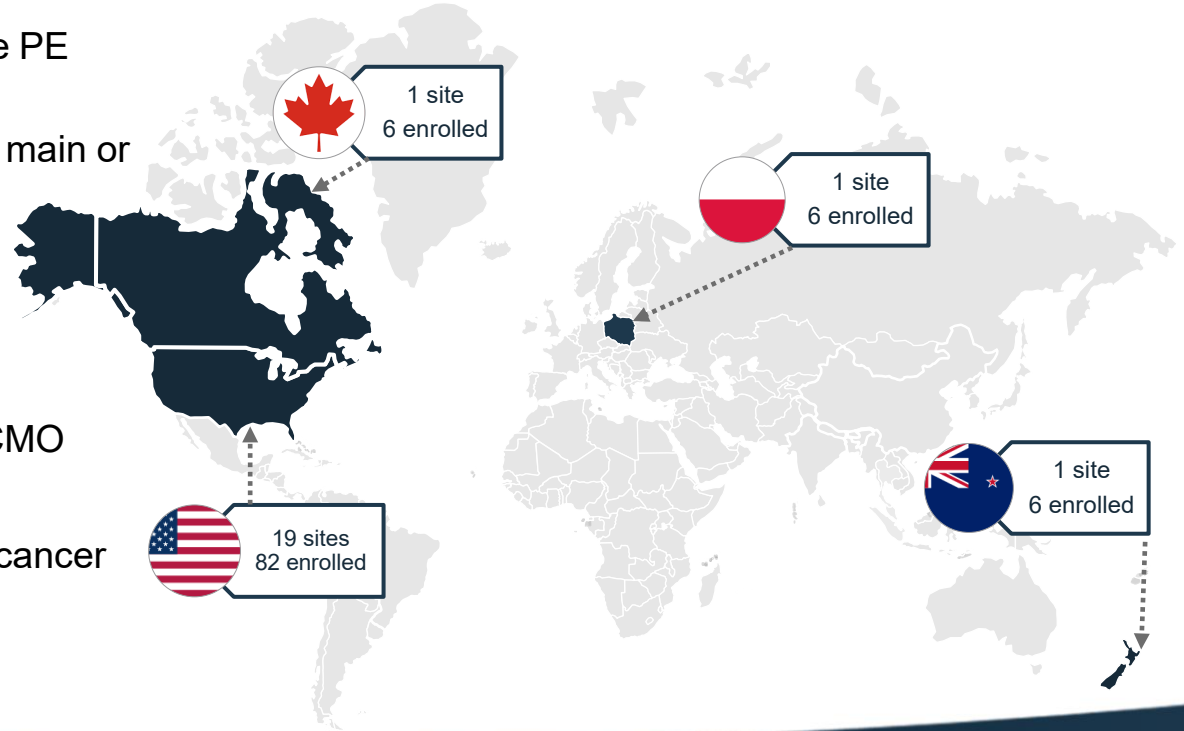 e PE
main or
CMO
cancer
1 site
6 enrolled
1 site
6 enrolled
19 sites
82 enrolled
1 site
6 enrolled